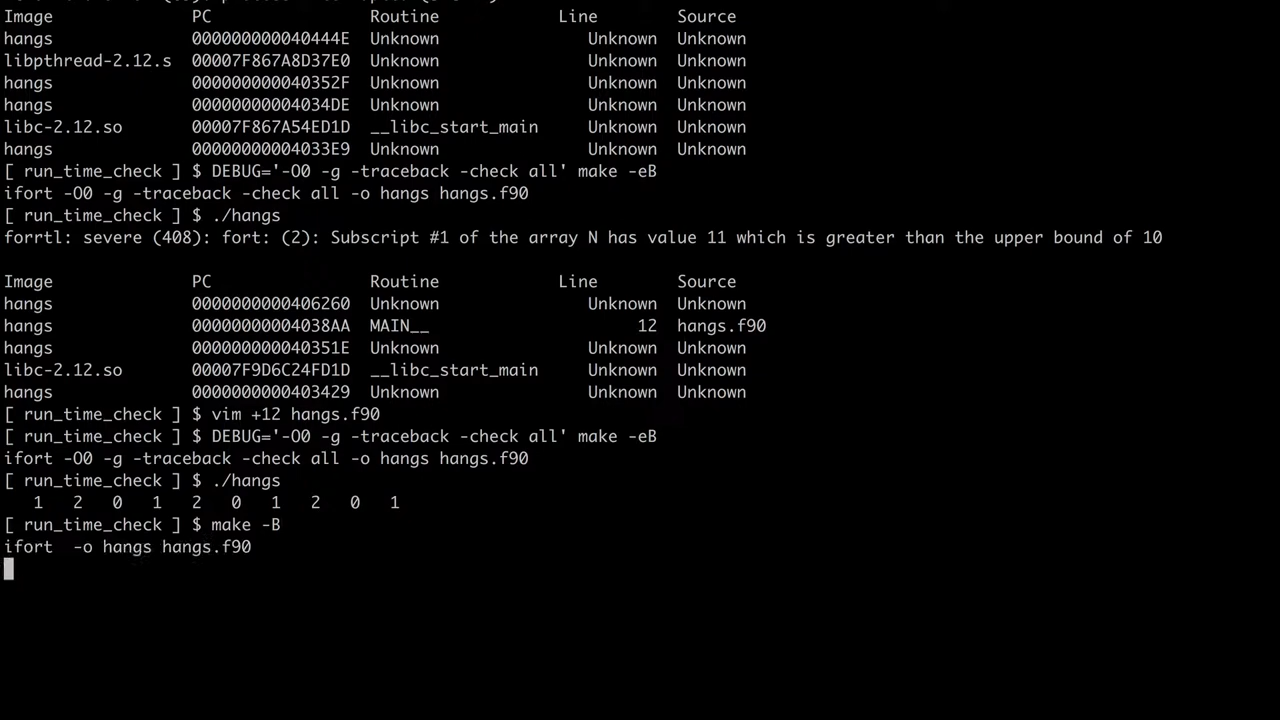 Image                PC                Routine            Line        Source
hangs              000000000040444E  Unknown               Unknown  Unknown
libpthread-2.12.s  00007F867A8D37E0  Unknown               Unknown  Unknown
hangs              000000000040352F  Unknown               Unknown  Unknown
hangs              00000000004034DE  Unknown               Unknown  Unknown
libc-2.12.so       00007F867A54ED1D  __libc_start_main     Unknown  Unknown
hangs              00000000004033E9  Unknown               Unknown  Unknown
[ run_time_check ] $ DEBUG='-O0 -g -traceback -check all' make -eB
ifort -O0 -g -traceback -check all -o hangs hangs.f90
[ run_time_check ] $ ./hangs
forrtl: severe (408): fort: (2): Subscript #1 of the array N has value 11 which is greater than the upper bound of 10
Image              PC                Routine            Line        Source
hangs              0000000000406260  Unknown               Unknown  Unknown
hangs              00000000004038AA  MAIN__                     12  hangs.f90
hangs              000000000040351E  Unknown               Unknown  Unknown
libc-2.12.so       00007F9D6C24FD1D  __libc_start_main     Unknown  Unknown
hangs              0000000000403429  Unknown               Unknown  Unknown
[ run_time_check ] $ vim +12 hangs.f90
[ run_time_check ] $ DEBUG='-O0 -g -traceback -check all' make -eB
ifort -O0 -g -traceback -check all -o hangs hangs.f90
[ run_time_check ] $ ./hangs
1   2   0   1   2   0   1   2   0   1
[ run_time_check ] $ make -B
ifort  -o hangs hangs.f90